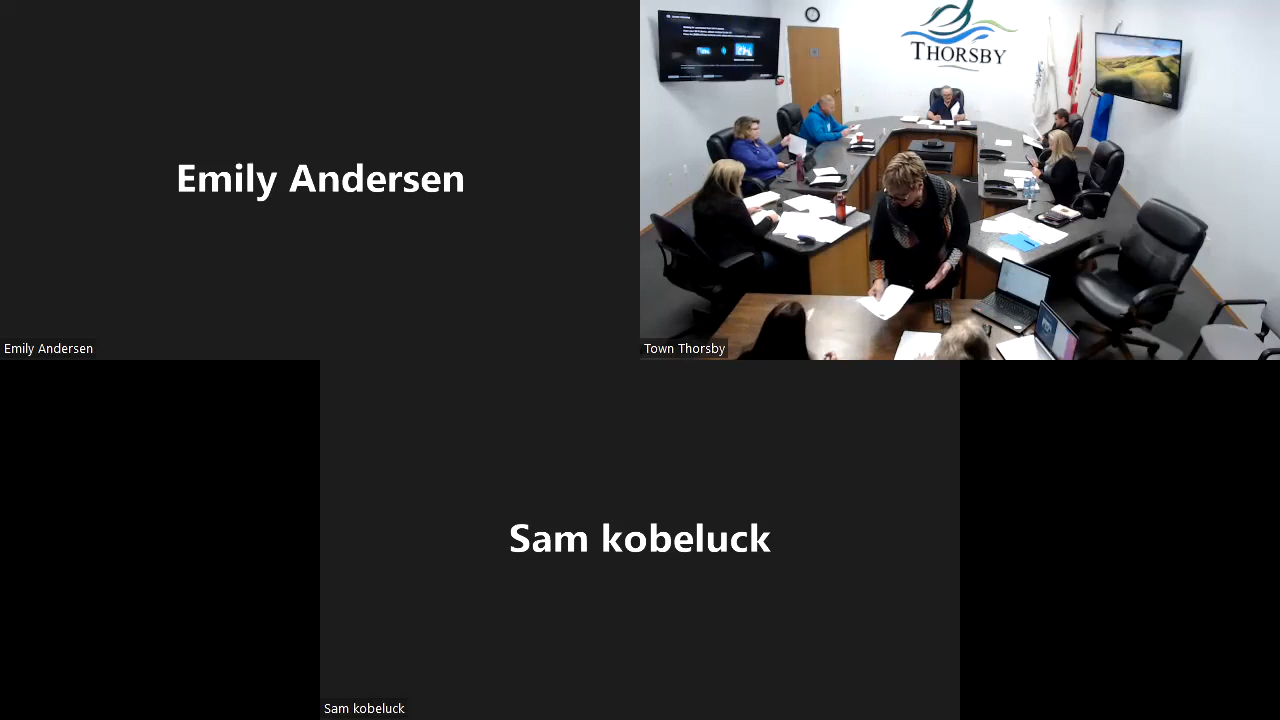 Emily Andersen
Emily Andersen
THORSBY
Town Thorsby
Sam kobeluck
Sam kobeluck